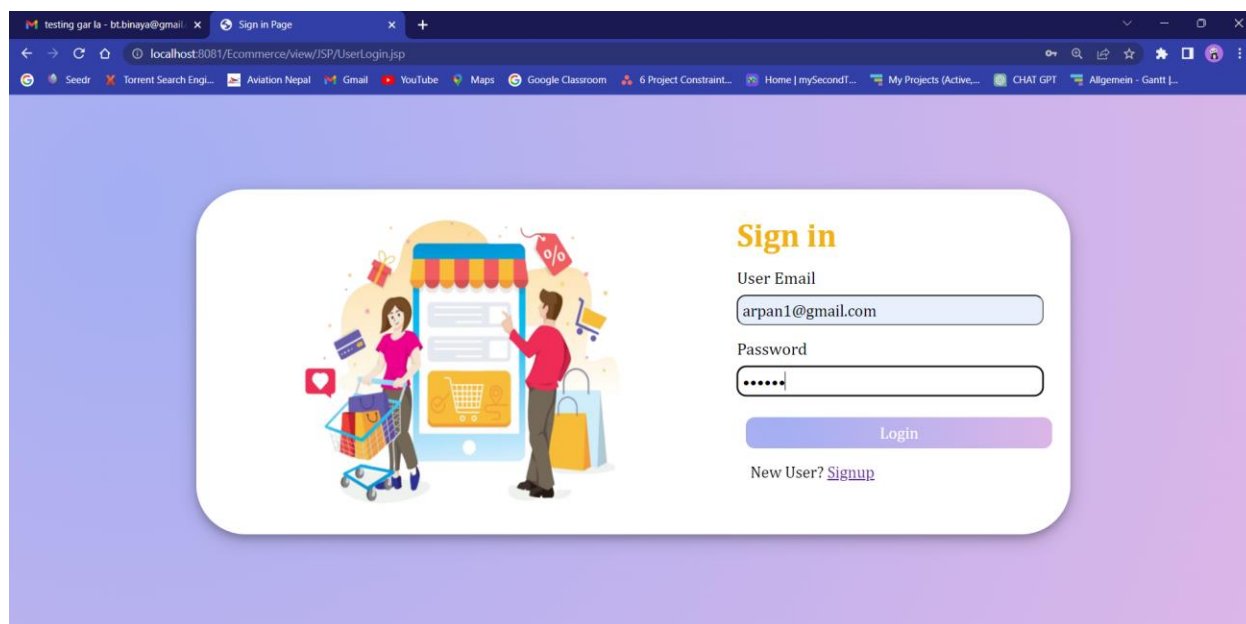 testing gar la - bt.binaya@gmail. Sign in Page
localhost:8081/Ecommerce/view/JSP/UserLogin.jsp
Seedr Torrent Search Engi... Aviation Nepal Gmail YouTube Maps Google Classroom 6 Project Constraint... Home | mySecondT... My Projects (Active,... CHAT GPT Allgemein - Gantt |...
Sign in
User Email
arpan1@gmail.com
Password
Login
New User? Signup
%